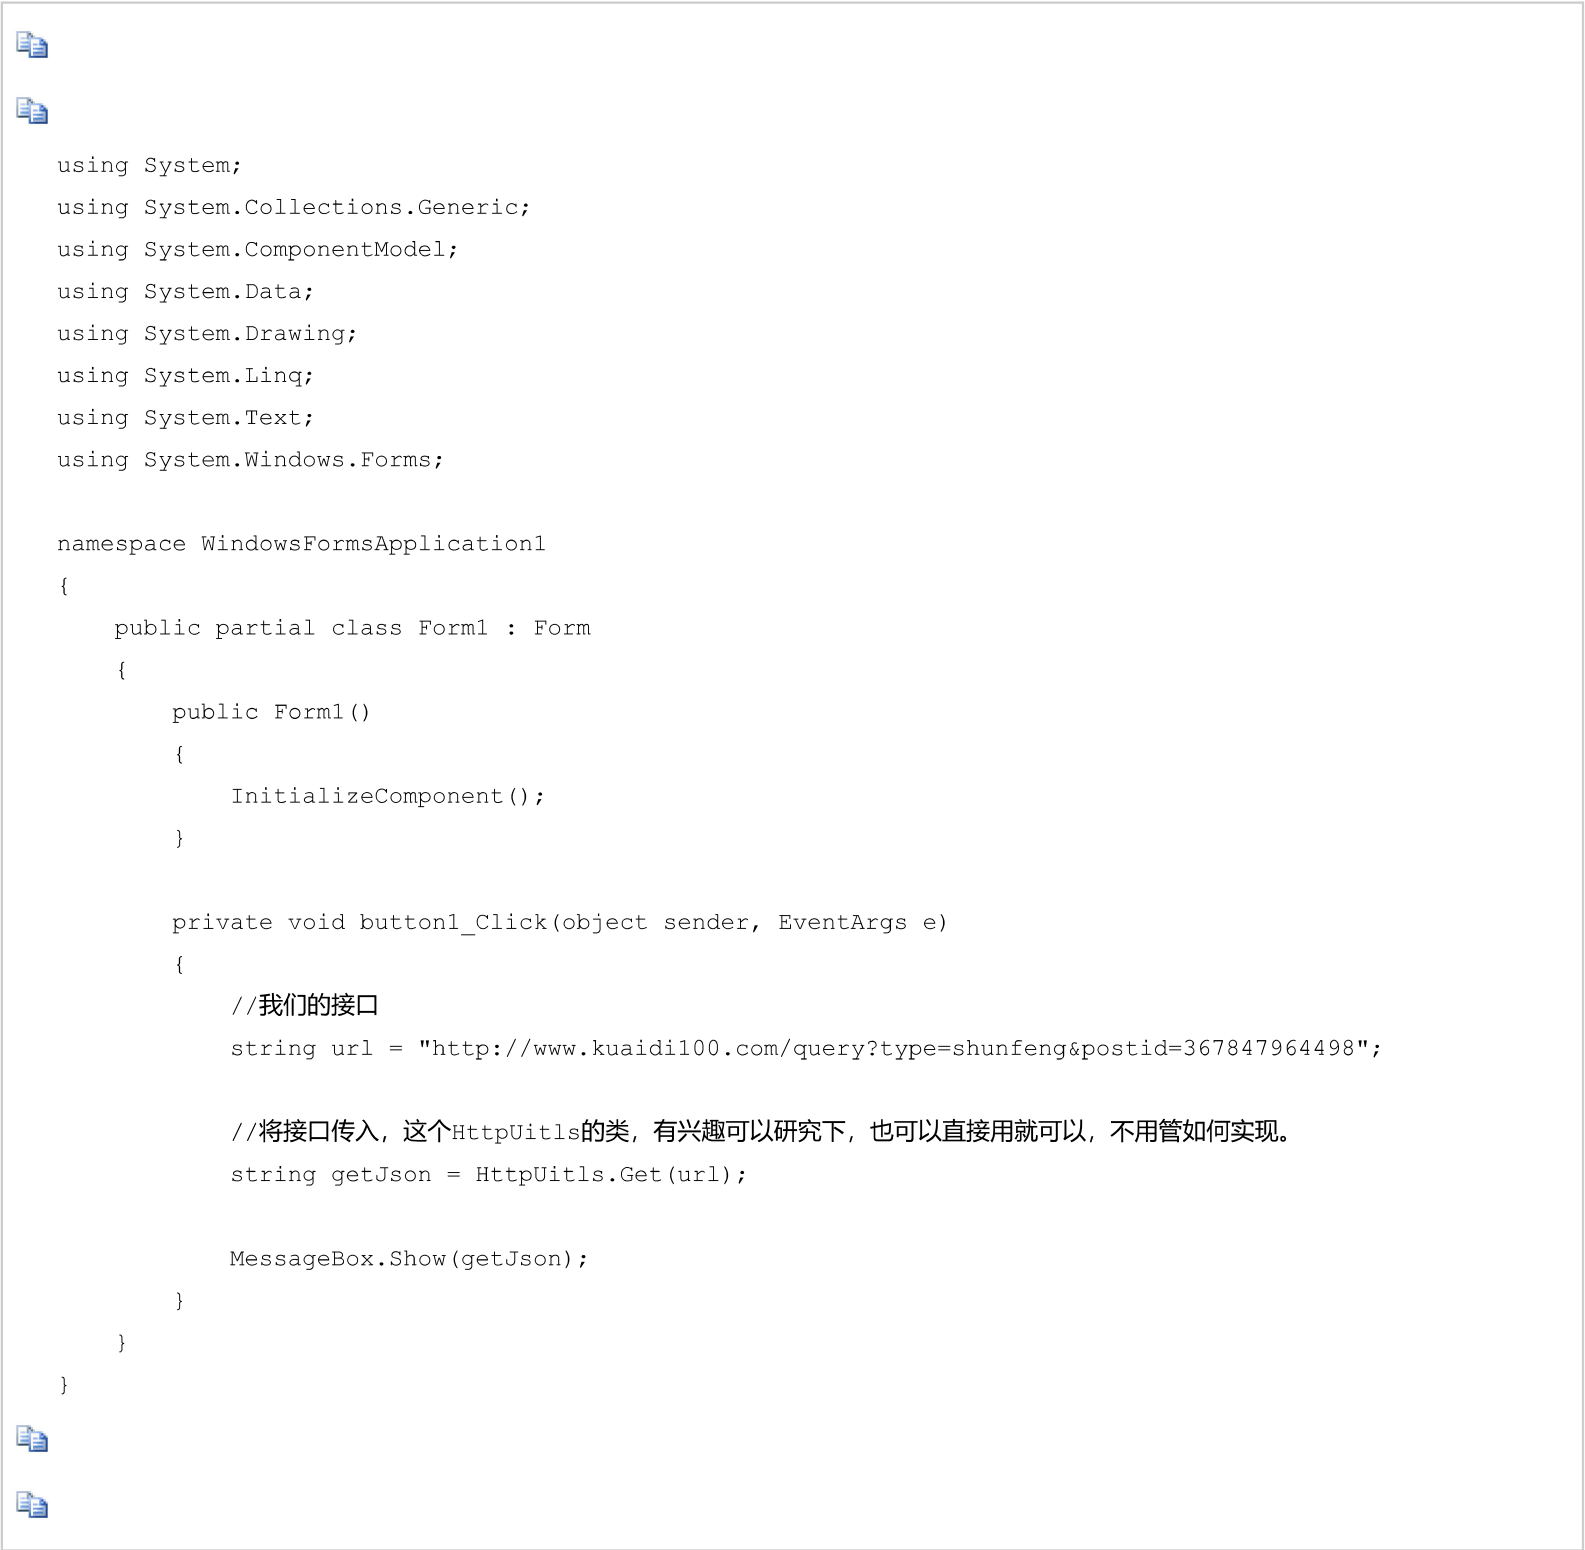 using System;
using System.Collections.Generic;
using System.ComponentModel;
using System.Data;
using System.Drawing;
using System.Linq;
using System.Text;
using System.Windows.Forms;

namespace WindowsFormsApplication1
{
    public partial class Form1 : Form
    {
        public Form1()
        {
            InitializeComponent();
        }

        private void button1_Click(object sender, EventArgs e)
        {
            //我们的接口
            string url = "http://www.kuaidi100.com/query?type=shunfeng&postid=367847964498";

            //将接口传入，这个HttpUitls的类，有兴趣可以研究下，也可以直接用就可以，不用管如何实现。
            string getJson = HttpUitls.Get(url);

            MessageBox.Show(getJson);
        }
    }
}